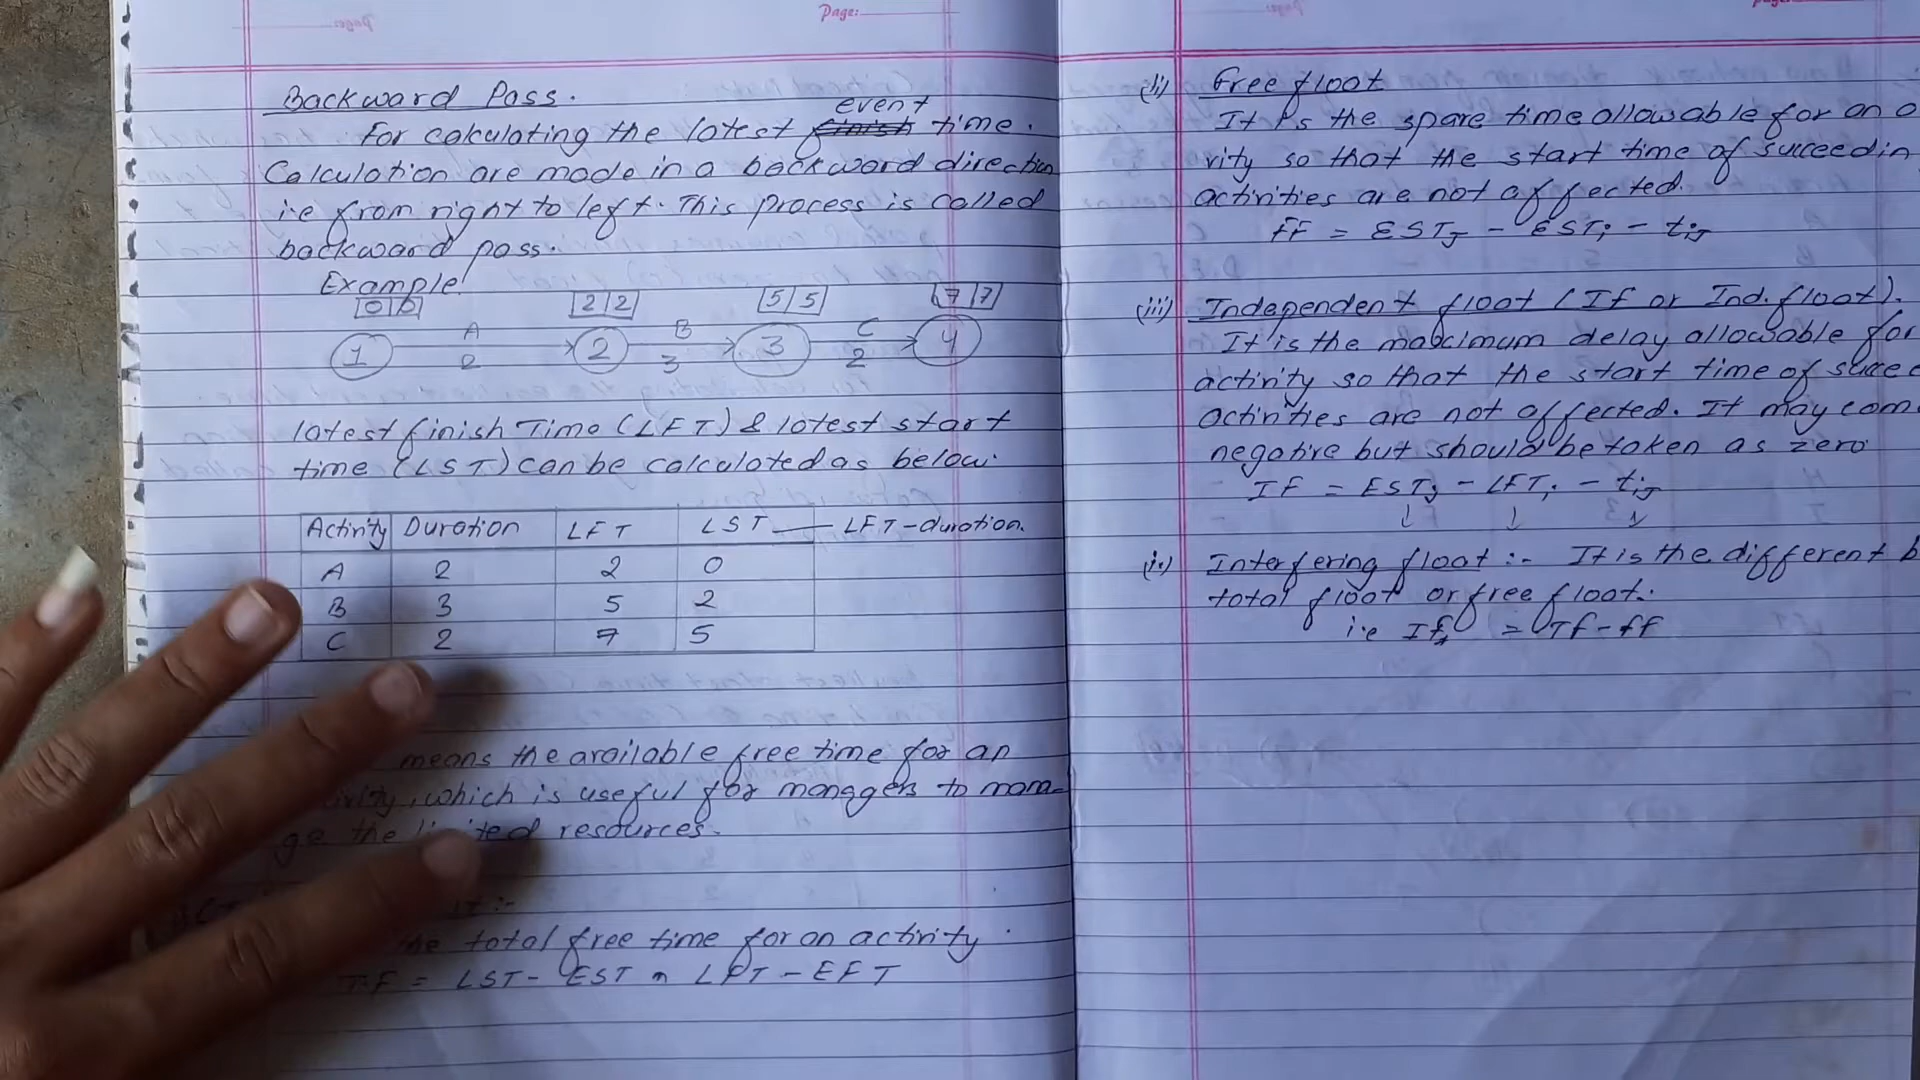 Page:
Backward Pass.
event
For calculating the latest finish time.
Calculation are made in a backward direction
i.e from right to left. This process is called
backward pass.
Example!
0 0 2 2 5 5 7 7
1 A 2 2 B 3 3 C 2 4
latest finish Time (LFT) & latest start
time (LST) can be calculated as below.
Activity Duration LFT LST LFT-duration.
A 2 2 0
B 3 5 2
C 2 7 5
means the available free time for an
, which is useful for managers to mana-
ge the limited resources.
total free time for an activity.
TF = LST - EST LFT - EFT
Page:
(ii) Free float
It is the spare time allowable for an
vity so that the start time of succeedin
activities are not affected.
FF = ESTj - ESTi - tij
(iii) Independent float (IF or Ind. float).
It is the maximum delay allowable for
activity so that the start time of succe
activities are not affected. It may com
negative but should be taken as zero
IF = ESTj - LFTi - tij
(iv) Interfering float :- It is the different b
total float or free float.
i.e If = Tf - ff